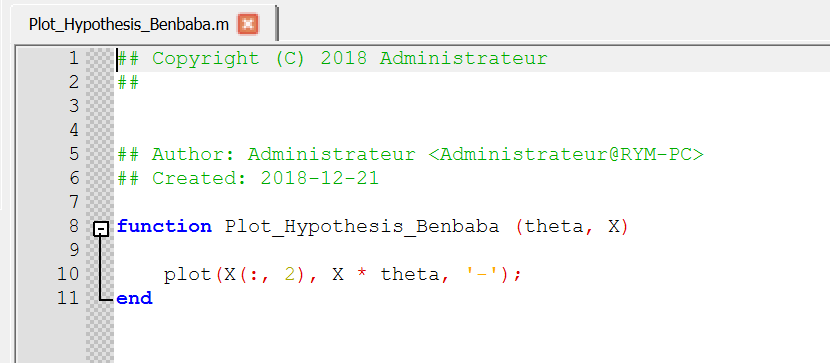 Plot_Hypothesis_Benbaba.m
1 ## Copyright (C) 2018 Administrateur
2 ##
3
4
5 ## Author: Administrateur <Administrateur@RYM-PC>
6 ## Created: 2018-12-21
7
8 function Plot_Hypothesis_Benbaba (theta, X)
9
10 plot(X(:, 2), X * theta, '-');
11 end